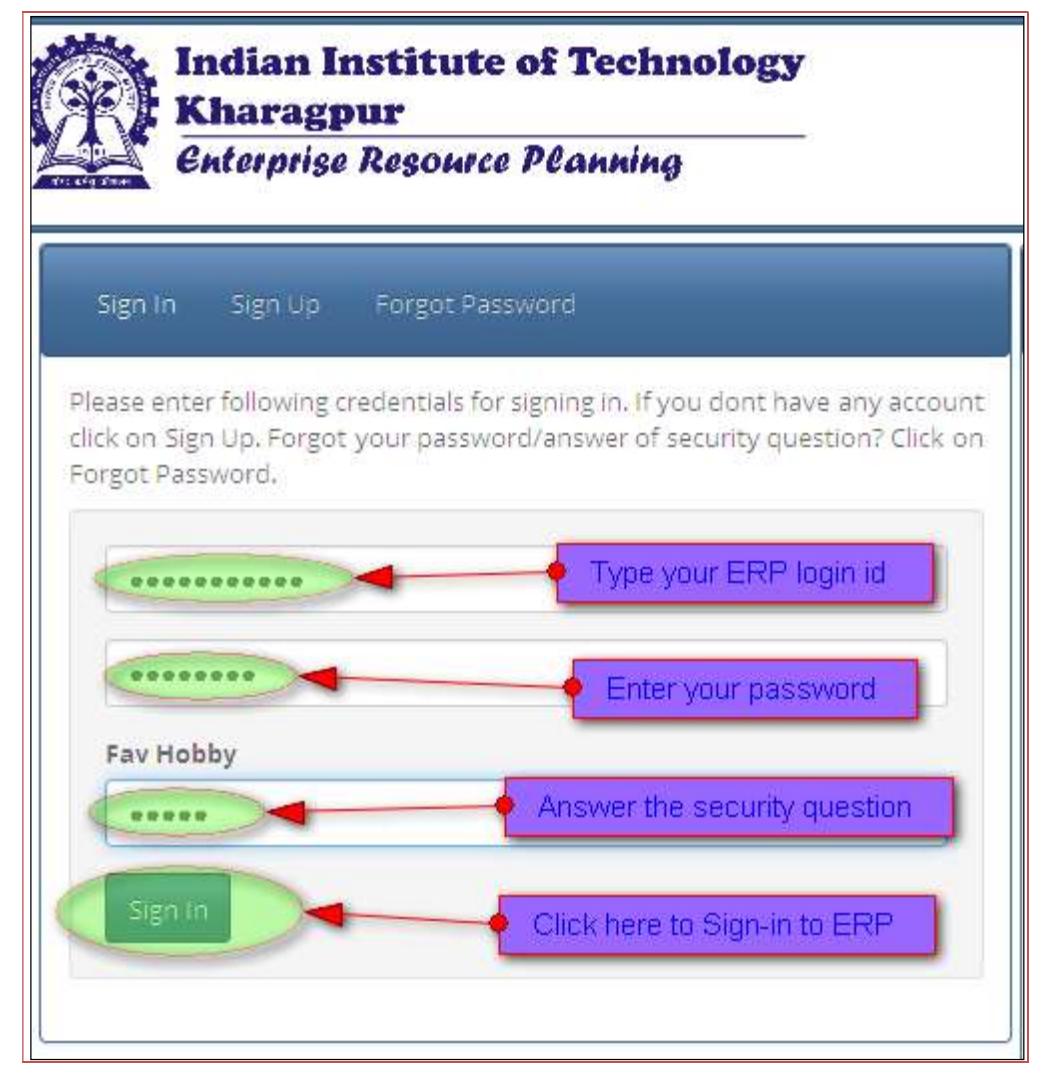 Indian Institute of Technology
Kharagpur
Enterprise Resource Planning
Sign In Sign Up Forgot Password
Please enter following credentials for signing in. If you dont have any account
click on Sign Up. Forgot your password/answer of security question? Click on
Forgot Password.
Type your ERP login id
Enter your password
Fav Hobby
Answer the security question
Sign In
Click here to Sign-in to ERP